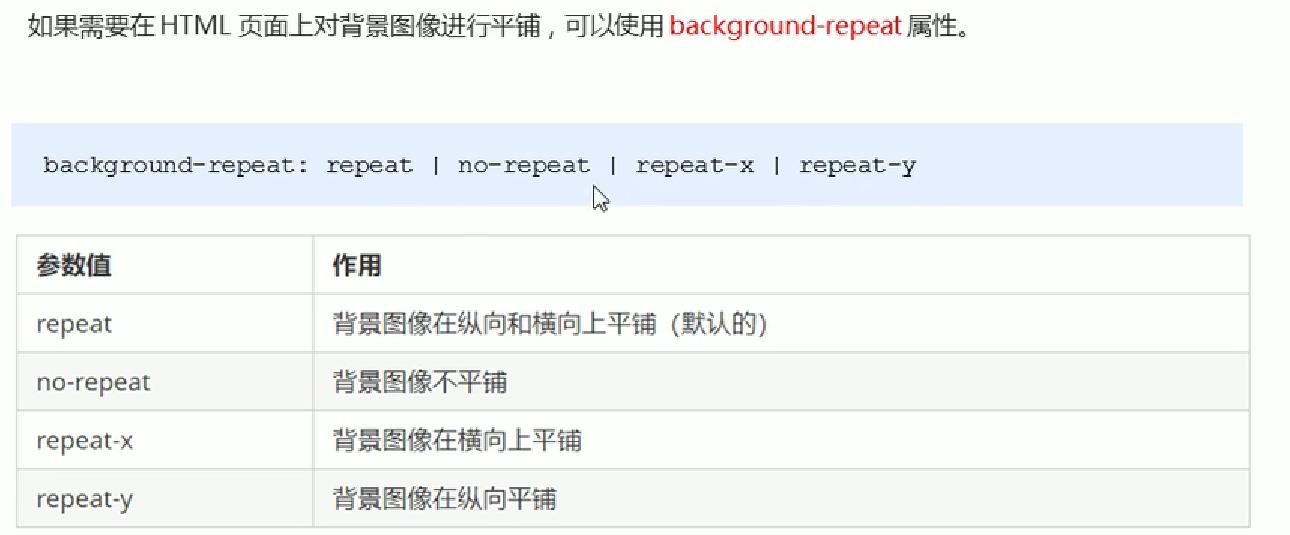 如果需要在 HTML 页面上对背景图像进行平铺，可以使用 background-repeat 属性。
background-repeat: repeat | no-repeat | repeat-x | repeat-y
参数值 作用
repeat 背景图像在纵向和横向上平铺（默认的）
no-repeat 背景图像不平铺
repeat-x 背景图像在横向上平铺
repeat-y 背景图像在纵向平铺